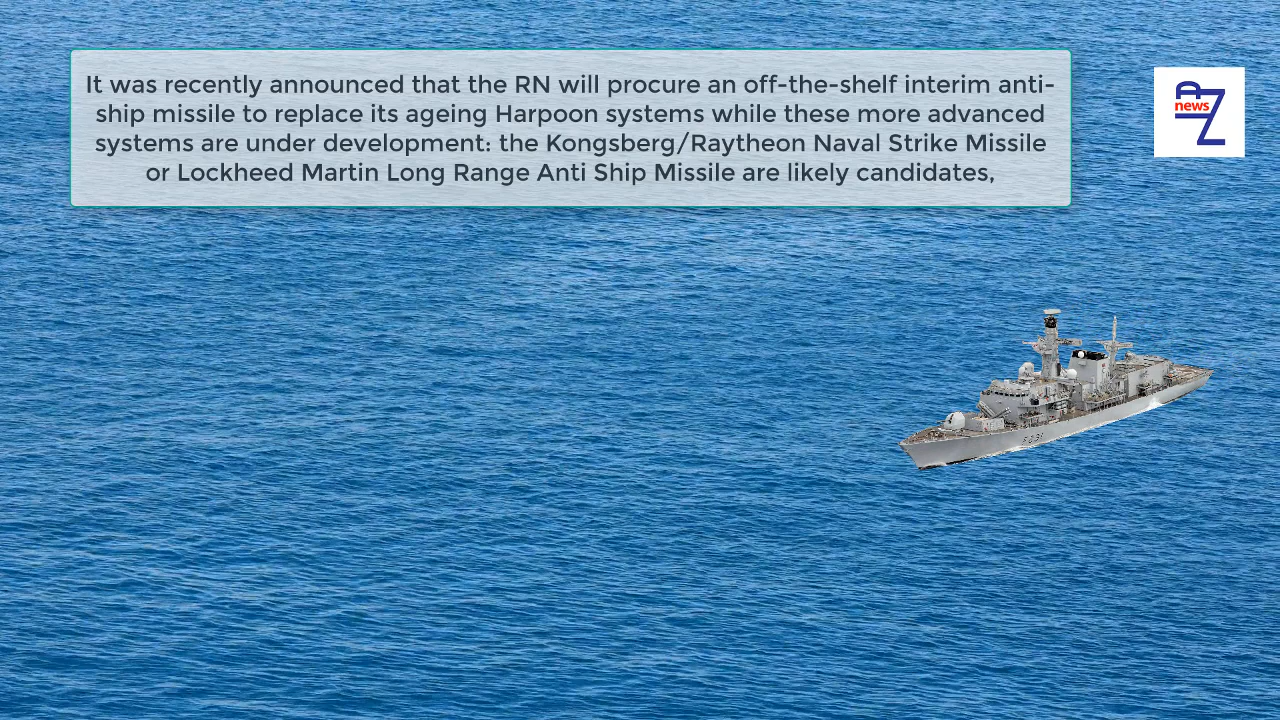 It was recently announced that the RN will procure an off-the-shelf interim anti-
ship missile to replace its ageing Harpoon systems while these more advanced
systems are under development: the Kongsberg/Raytheon Naval Strike Missile
or Lockheed Martin Long Range Anti Ship Missile are likely candidates,
A
news
Z